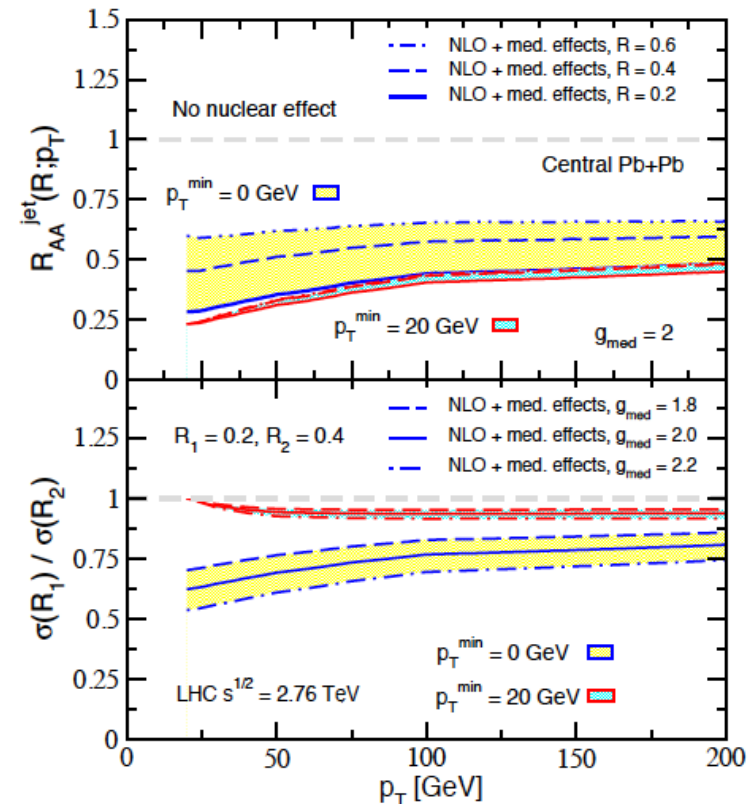 1.5
NLO + med. effects, R = 0.6
NLO + med. effects, R = 0.4
NLO + med. effects, R = 0.2
1.25
No nuclear effect
1
Central Pb+Pb
p_T^min = 0 GeV
0.75
R_AA^jet(R;p_T)
0.5
0.25
p_T^min = 20 GeV
g_med = 2
0
NLO + med. effects, g_med = 1.8
NLO + med. effects, g_med = 2.0
NLO + med. effects, g_med = 2.2
1.25
R_1 = 0.2, R_2 = 0.4
1
σ(R_1) / σ(R_2)
0.75
0.5
p_T^min = 0 GeV
0.25
LHC s^1/2 = 2.76 TeV
p_T^min = 20 GeV
0
0 50 100 150 200
p_T [GeV]